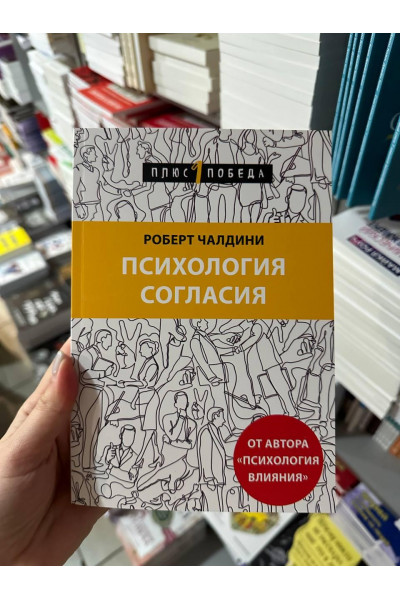 ПЛЮС 1 ПОБЕДА
РОБЕРТ ЧАЛДИНИ
ПСИХОЛОГИЯ
СОГЛАСИЯ
ОТ АВТОРА
«ПСИХОЛОГИЯ
ВЛИЯНИЯ»